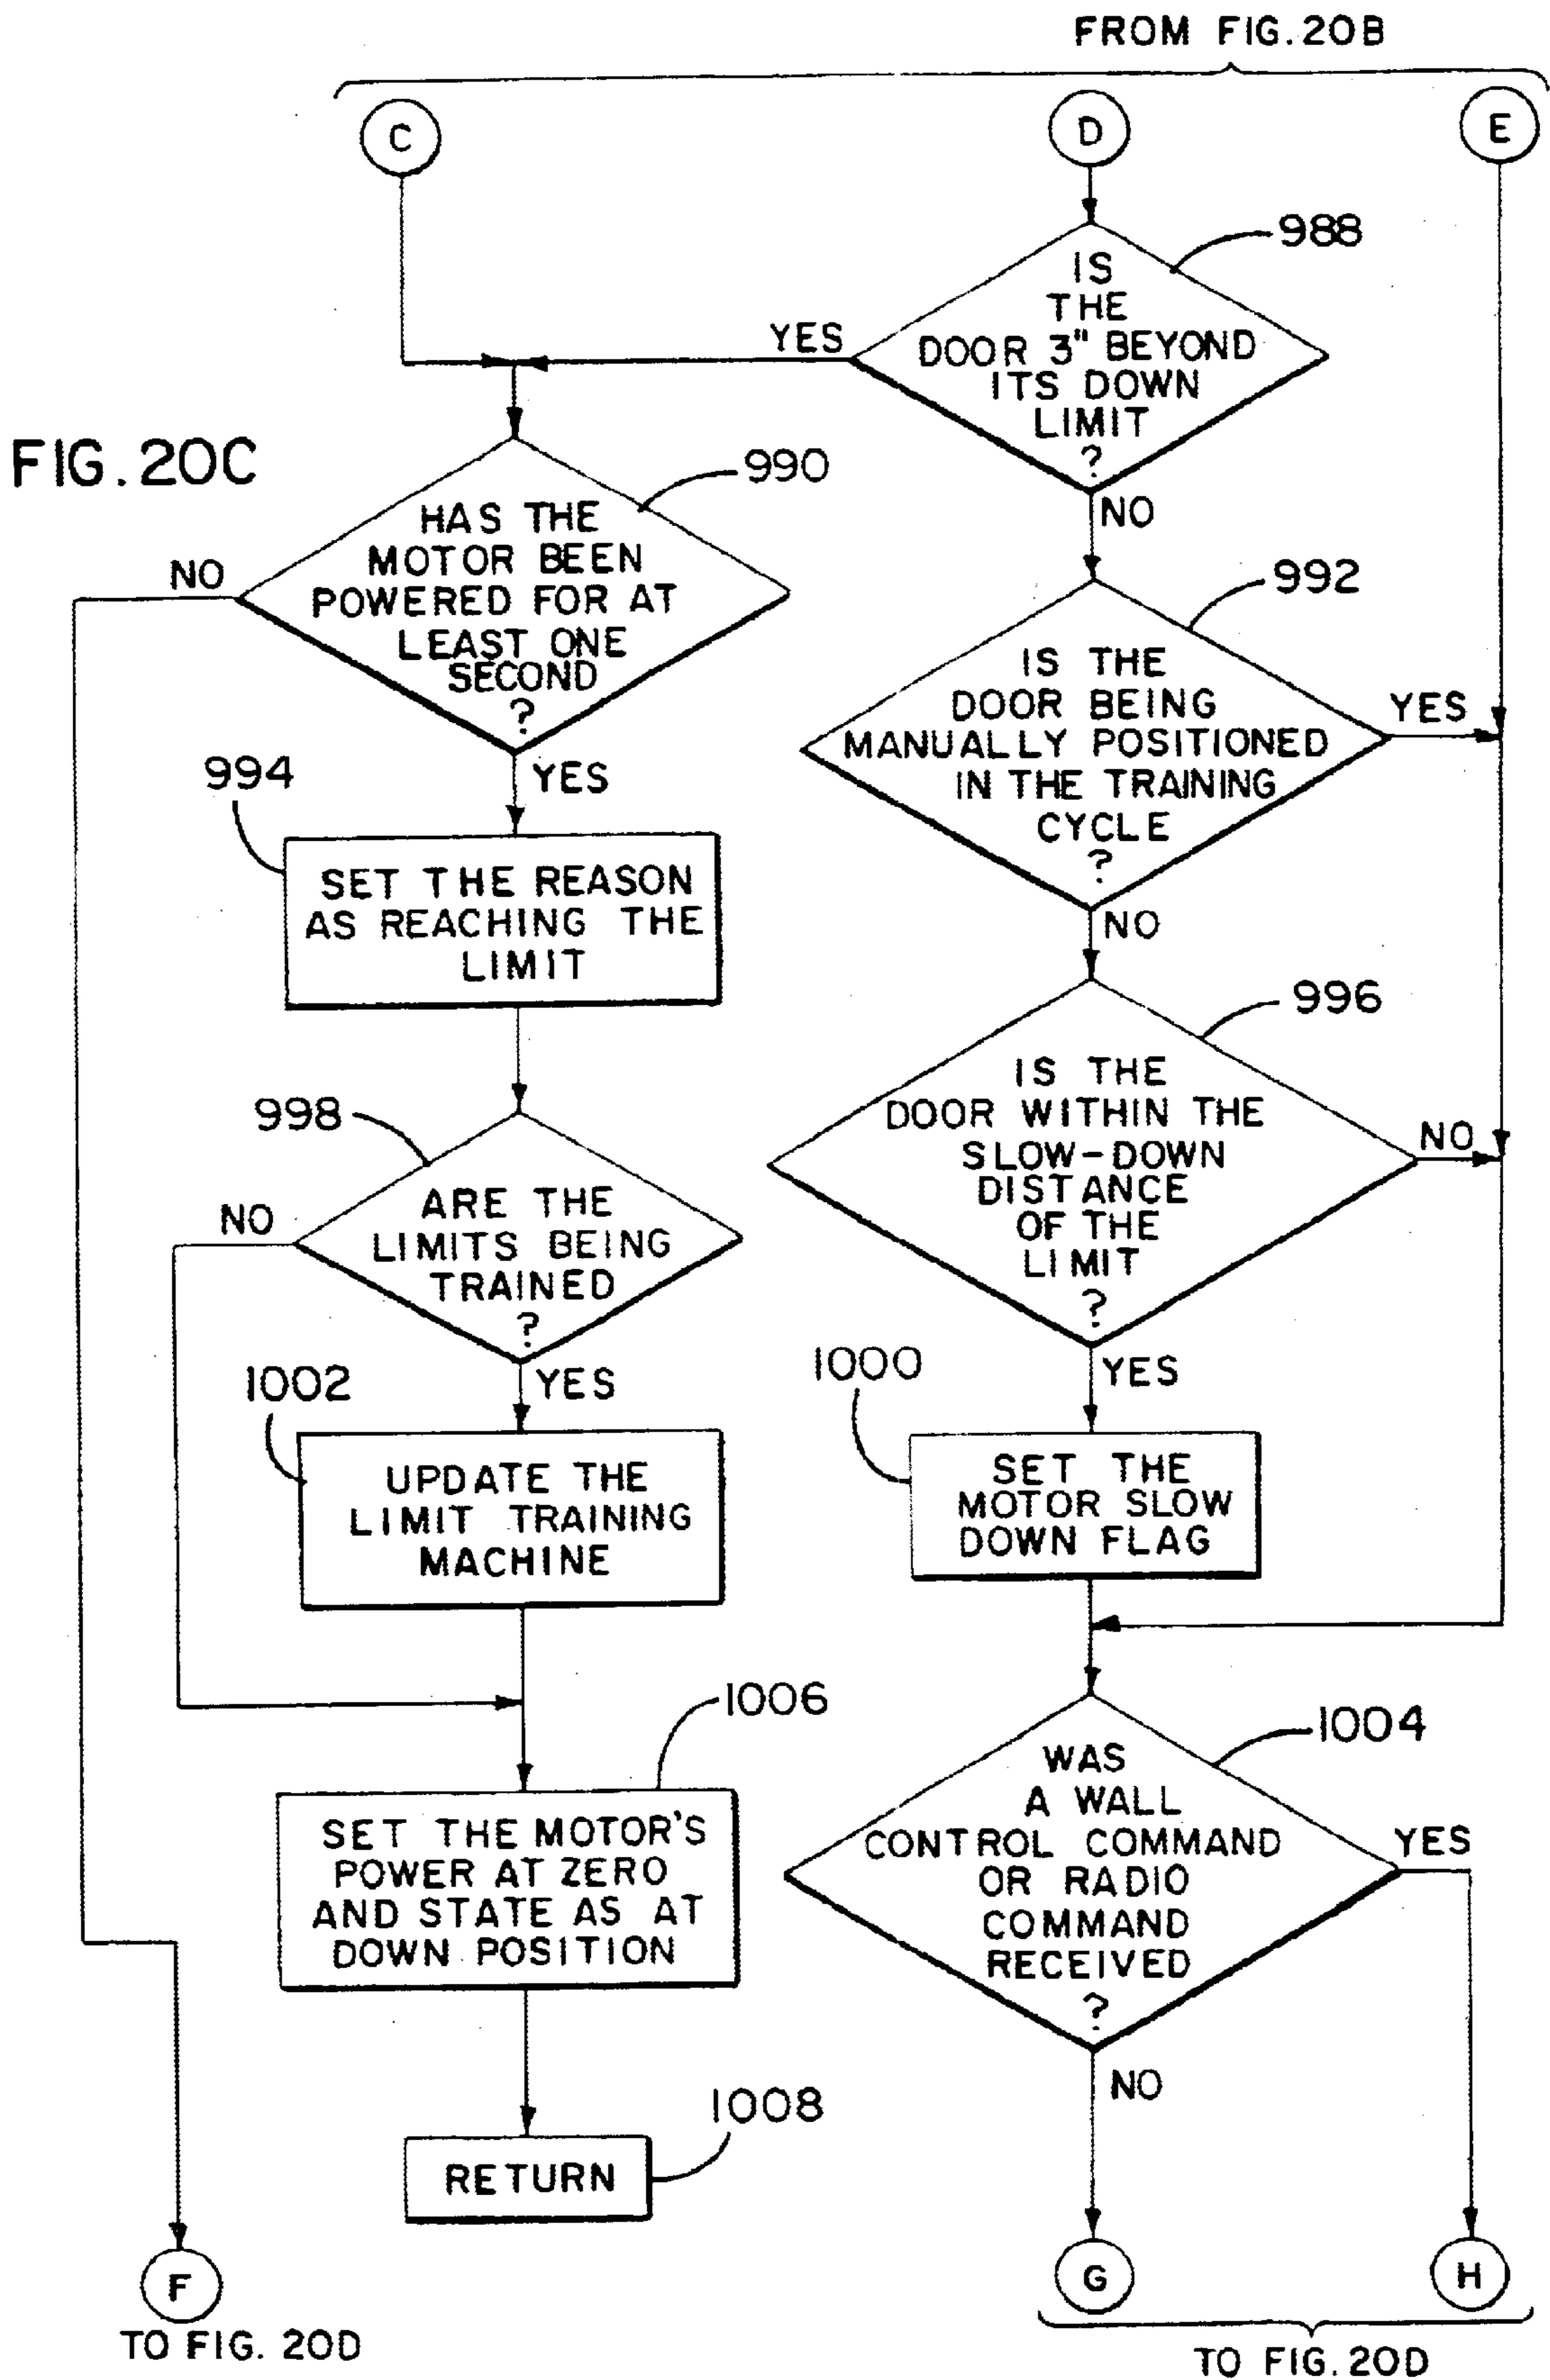 FROM FIG. 20B
C
D
E
988
IS
THE
DOOR 3" BEYOND
ITS DOWN
LIMIT
?
YES
NO
FIG. 20C
990
HAS THE
MOTOR BEEN
POWERED FOR AT
LEAST ONE
SECOND
?
NO
YES
992
IS THE
DOOR BEING
MANUALLY POSITIONED
IN THE TRAINING
CYCLE
?
YES
NO
994
SET THE REASON
AS REACHING THE
LIMIT
996
IS THE
DOOR WITHIN THE
SLOW-DOWN
DISTANCE
OF THE
LIMIT
?
NO
YES
998
ARE THE
LIMITS BEING
TRAINED
?
NO
YES
1000
SET THE
MOTOR SLOW
DOWN FLAG
1002
UPDATE THE
LIMIT TRAINING
MACHINE
1004
WAS
A WALL
CONTROL COMMAND
OR RADIO
COMMAND
RECEIVED
?
YES
NO
1006
SET THE MOTOR'S
POWER AT ZERO
AND STATE AS AT
DOWN POSITION
1008
RETURN
F
G
H
TO FIG. 20D
TO FIG. 20D